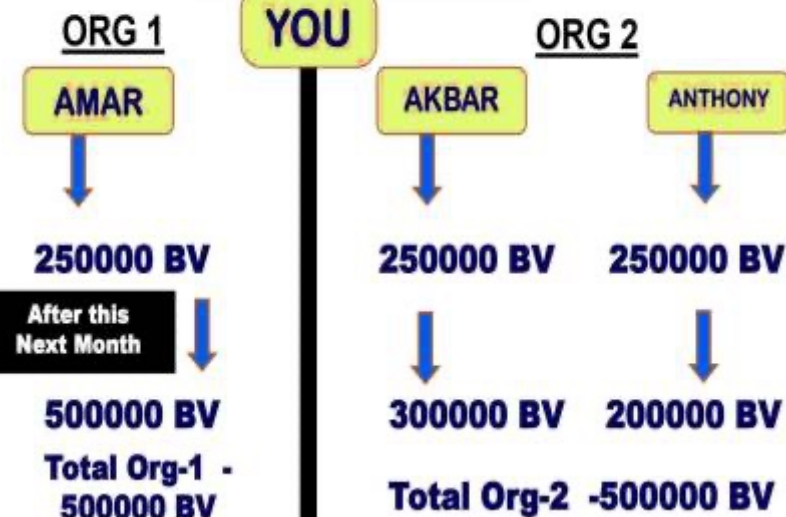 YOU
ORG 1
ORG 2
AMAR
AKBAR
ANTHONY
250000 BV
250000 BV
250000 BV
After this
Next Month
500000 BV
300000 BV
200000 BV
Total Org-1 -
500000 BV
Total Org-2 -500000 BV